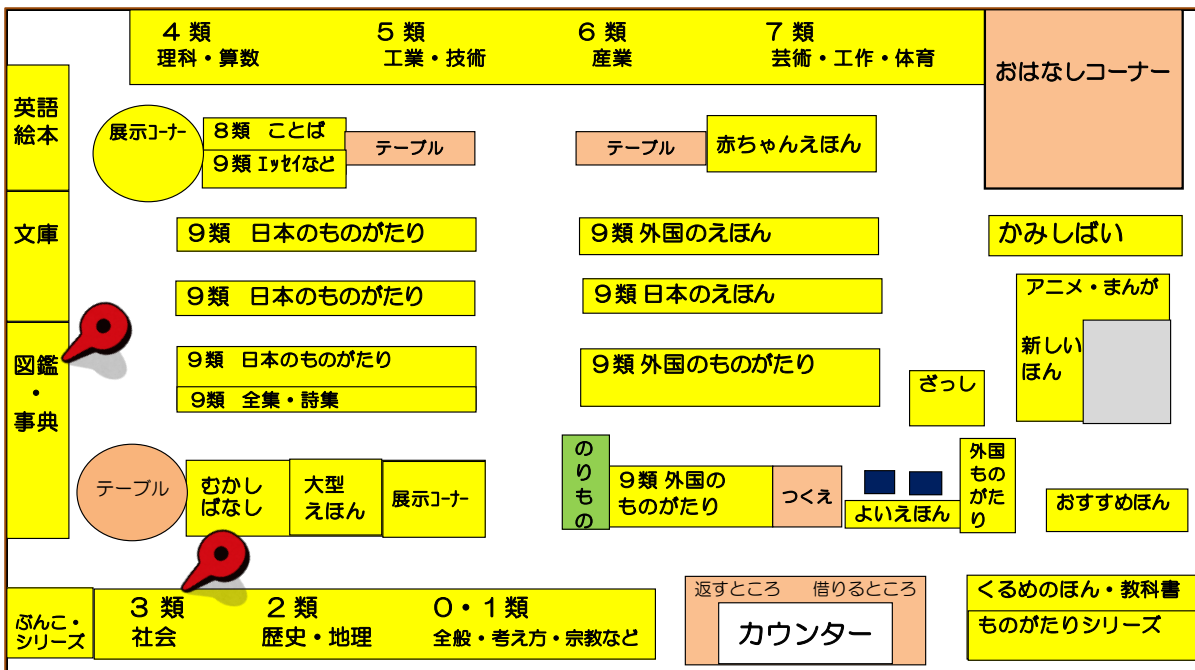 ４類
理科・算数
５類
工業・技術
６類
産業
７類
芸術・工作・体育
おはなしコーナー
英語
絵本
展示ｺｰﾅｰ
８類 ことば
９類 ｴｯｾｲなど
テーブル
テーブル
赤ちゃんえほん
文庫
９類 日本のものがたり
９類 外国のえほん
かみしばい
９類 日本のものがたり
９類 日本のえほん
アニメ・まんが
新しい
ほん
図鑑
・
事典
９類 日本のものがたり
９類 全集・詩集
９類 外国のものがたり
ざっし
テーブル
むかし
ばなし
大型
えほん
展示ｺｰﾅｰ
のりもの
９類 外国の
ものがたり
つくえ
よいえほん
外国
もの
がた
り
おすすめほん
ぶんこ・
シリーズ
３類
社会
２類
歴史・地理
０・１類
全般・考え方・宗教など
返すところ
借りるところ
カウンター
くるめのほん・教科書
ものがたりシリーズ